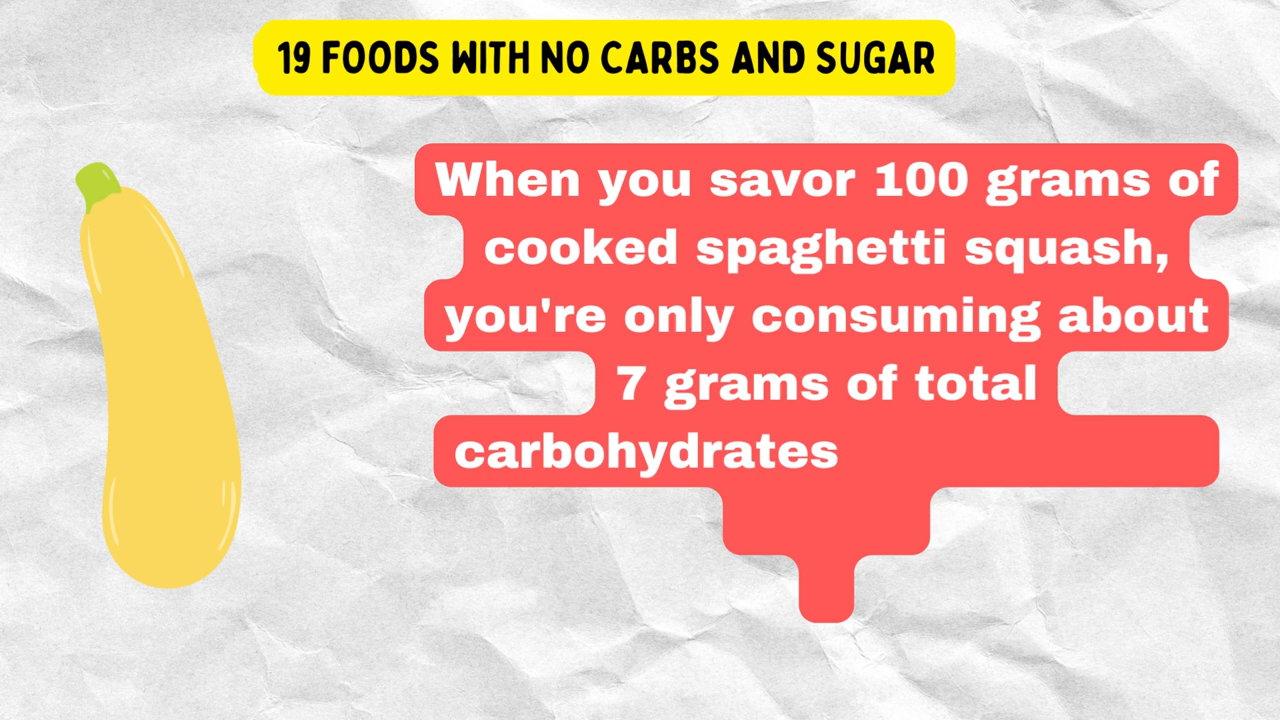 19 FOODS WITH NO CARBS AND SUGAR
When you savor 100 grams of
cooked spaghetti squash,
you're only consuming about
7 grams of total
carbohydrates